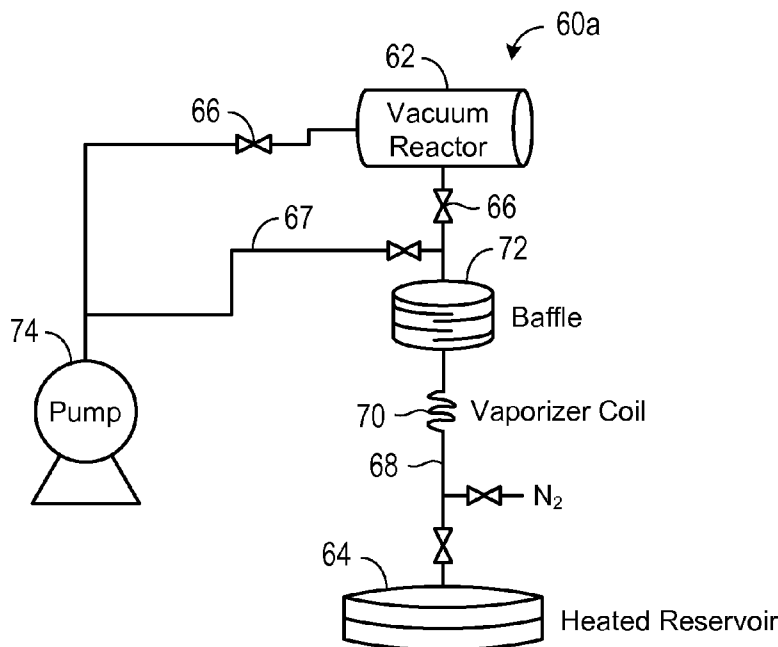 60a
62
66
Vacuum
Reactor
66
67
72
74
Baffle
Pump
70
Vaporizer Coil
68
N₂
64
Heated Reservoir